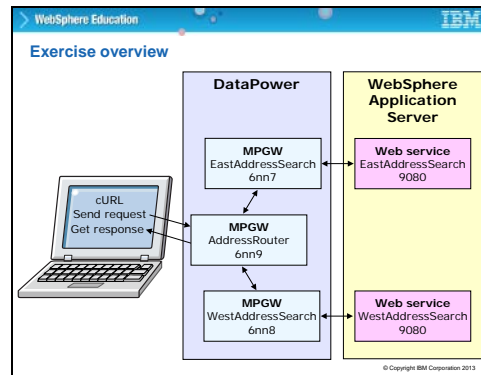 WebSphere Education
IBM
Exercise overview
DataPower
WebSphere
Application
Server
MPGW
EastAddressSearch
6nn7
Web service
EastAddressSearch
9080
cURL
Send request
Get response
MPGW
AddressRouter
6nn9
MPGW
WestAddressSearch
6nn8
Web service
WestAddressSearch
9080
© Copyright IBM Corporation 2013